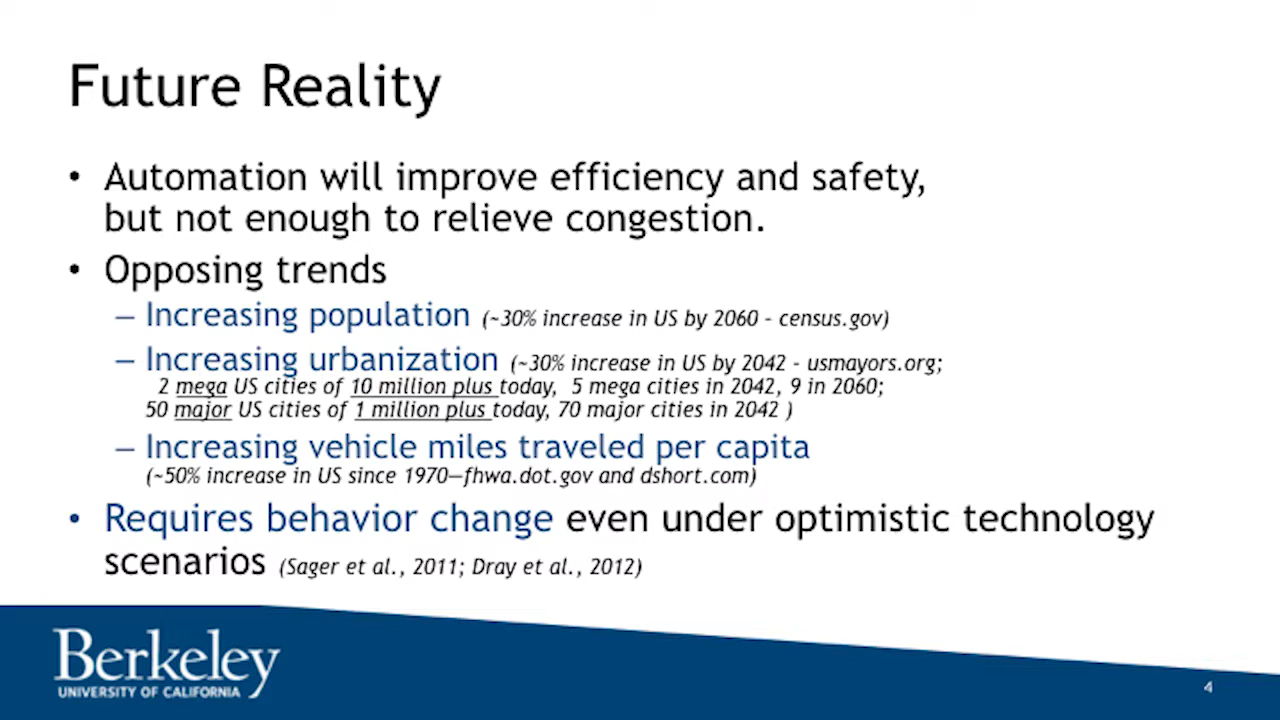 Future Reality
• Automation will improve efficiency and safety,
but not enough to relieve congestion.
• Opposing trends
– Increasing population (~30% increase in US by 2060 - census.gov)
– Increasing urbanization (~30% increase in US by 2042 - usmayors.org;
2 mega US cities of 10 million plus today, 5 mega cities in 2042, 9 in 2060;
50 major US cities of 1 million plus today, 70 major cities in 2042 )
– Increasing vehicle miles traveled per capita
(~50% increase in US since 1970—fhwa.dot.gov and dshort.com)
• Requires behavior change even under optimistic technology
scenarios (Sager et al., 2011; Dray et al., 2012)
Berkeley
UNIVERSITY OF CALIFORNIA
4